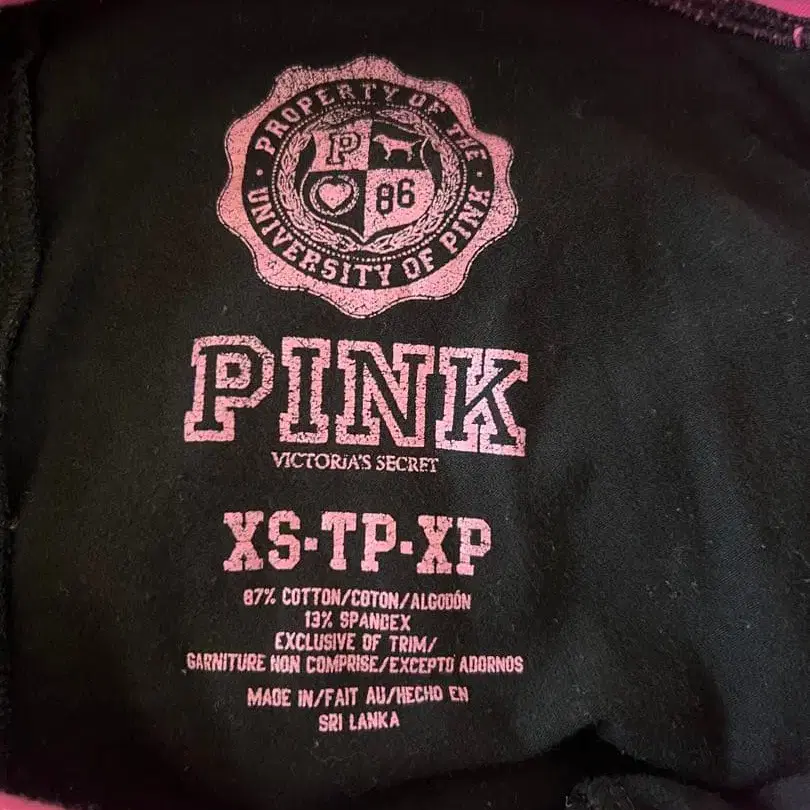 PROPERTY OF THE
UNIVERSITY OF PINK
P
86
PINK
VICTORIA'S SECRET
XS-TP-XP
87% COTTON/COTON/ALGODÓN
13% SPANDEX
EXCLUSIVE OF TRIM/
GARNITURE NON COMPRISE/EXCEPTO ADORNOS
MADE IN/FAIT AU/HECHO EN
SRI LANKA